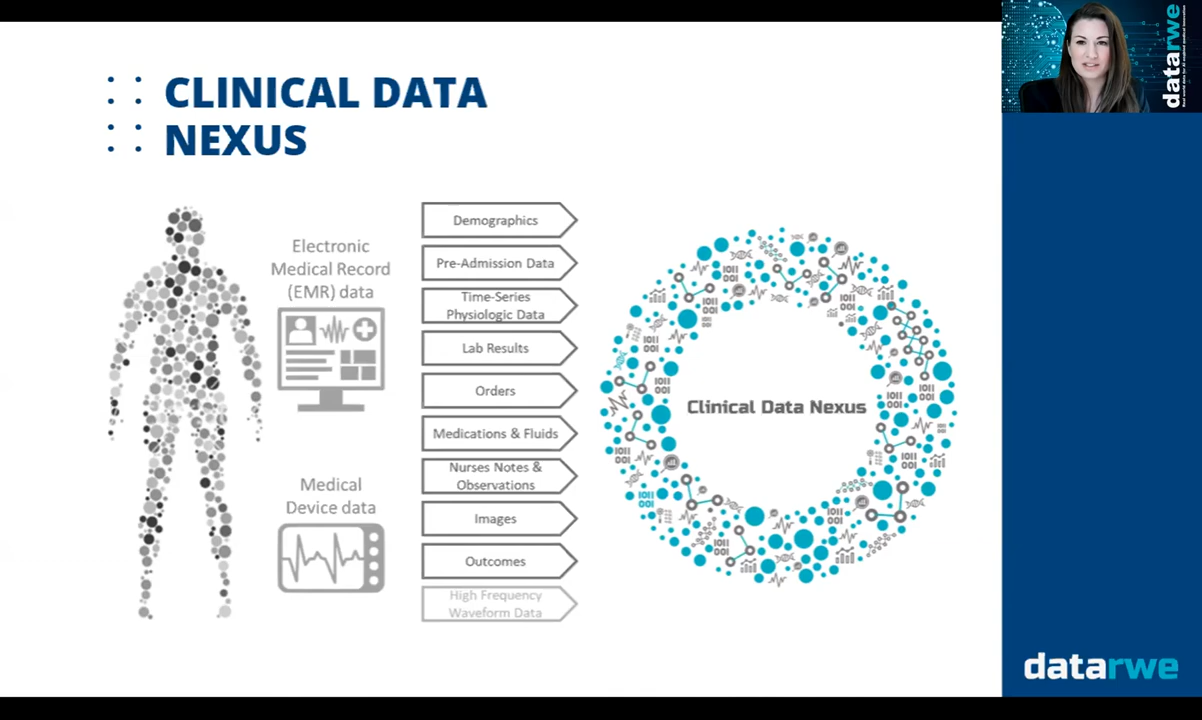 CLINICAL DATA
NEXUS
Electronic
Medical Record
(EMR) data
Medical
Device data
Demographics
Pre-Admission Data
Time-Series
Physiologic Data
Lab Results
Orders
Medications & Fluids
Nurses Notes &
Observations
Images
Outcomes
High Frequency
Waveform Data
Clinical Data Nexus
datarwe
datarwe